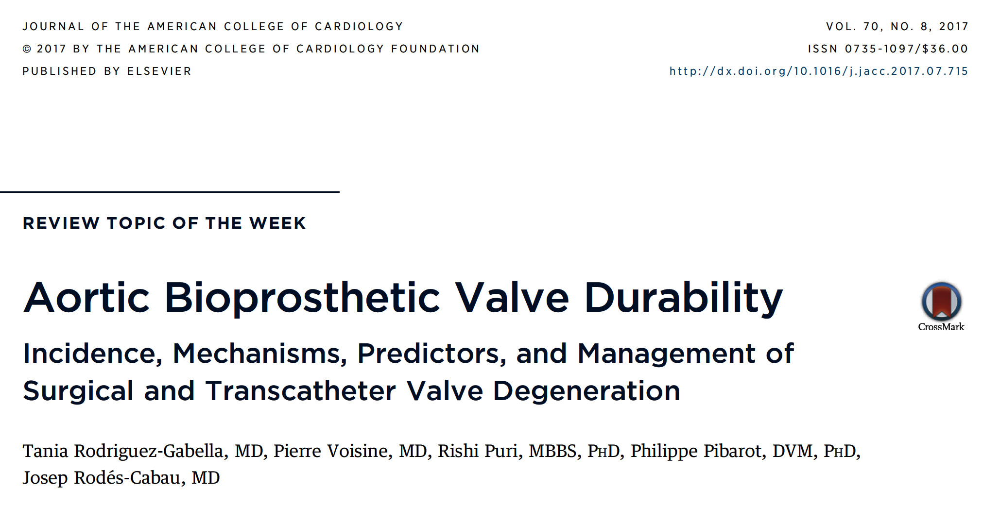 JOURNAL OF THE AMERICAN COLLEGE OF CARDIOLOGY
© 2017 BY THE AMERICAN COLLEGE OF CARDIOLOGY FOUNDATION
PUBLISHED BY ELSEVIER
VOL. 70, NO. 8, 2017
ISSN 0735-1097/$36.00
http://dx.doi.org/10.1016/j.jacc.2017.07.715
REVIEW TOPIC OF THE WEEK
Aortic Bioprosthetic Valve Durability
CrossMark
Incidence, Mechanisms, Predictors, and Management of
Surgical and Transcatheter Valve Degeneration
Tania Rodriguez-Gabella, MD, Pierre Voisine, MD, Rishi Puri, MBBS, PHD, Philippe Pibarot, DVM, PHD,
Josep Rodés-Cabau, MD